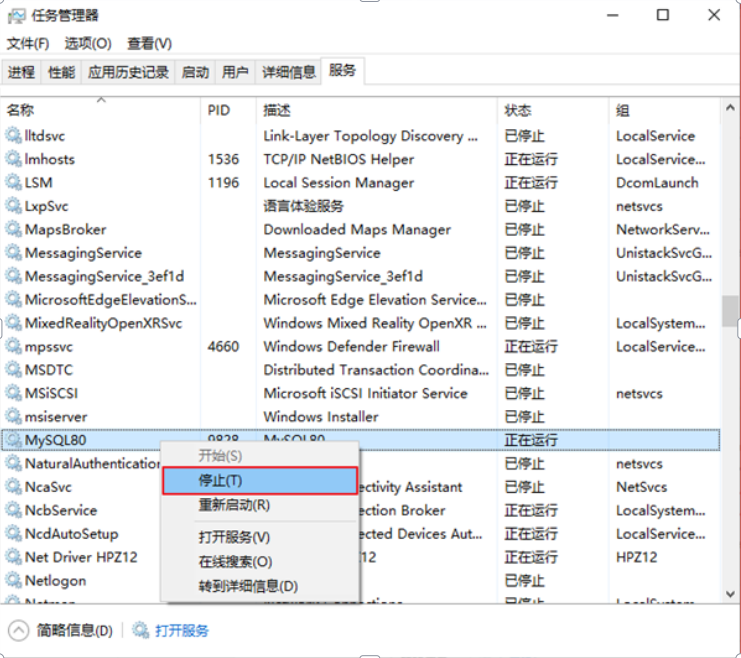 任务管理器
文件(F) 选项(O) 查看(V)
进程 性能 应用历史记录 启动 用户 详细信息 服务
名称 PID 描述 状态 组
lltdsvc Link-Layer Topology Discovery ... 已停止 LocalService
lmhosts 1536 TCP/IP NetBIOS Helper 正在运行 LocalService...
LSM 1196 Local Session Manager 正在运行 DcomLaunch
LxpSvc 语言体验服务 已停止 netsvcs
MapsBroker Downloaded Maps Manager 已停止 NetworkServ...
MessagingService MessagingService 已停止 UnistackSvcG...
MessagingService_3ef1d MessagingService_3ef1d 已停止 UnistackSvcG...
MicrosoftEdgeElevationS... Microsoft Edge Elevation Service... 已停止
MixedRealityOpenXRSvc Windows Mixed Reality OpenXR ... 已停止 LocalSystem...
mpssvc 4660 Windows Defender Firewall 正在运行 LocalService...
MSDTC Distributed Transaction Coordina... 已停止
MSiSCSI Microsoft iSCSI Initiator Service 已停止 netsvcs
msiserver Windows Installer 已停止
MySQL80 9828 MySQL80 正在运行
开始(S)
NaturalAuthentication 已停止 netsvcs
停止(T)
NcaSvc ectivity Assistant 已停止 NetSvcs
重新启动(R)
NcbService ection Broker 正在运行 LocalSystem...
NcdAutoSetup ected Devices Aut... 正在运行 LocalService...
打开服务(V)
Net Driver HPZ12 12 正在运行 HPZ12
在线搜索(O)
Netlogon 已停止
转到详细信息(D)
Netman Network Connections 已停止 LocalSystem...
简略信息(D) 打开服务